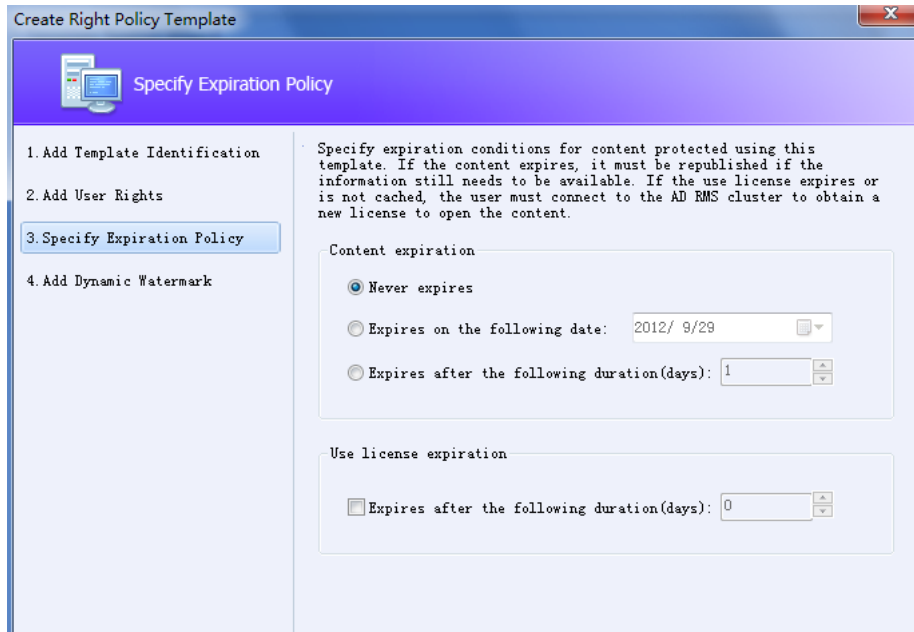 Create Right Policy Template
Specify Expiration Policy
1.Add Template Identification
2.Add User Rights
3.Specify Expiration Policy
4.Add Dynamic Watermark
Specify expiration conditions for content protected using this
template. If the content expires, it must be republished if the
information still needs to be available. If the use license expires or
is not cached, the user must connect to the AD RMS cluster to obtain a
new license to open the content.
Content expiration
Never expires
Expires on the following date: 2012/ 9/29
Expires after the following duration(days): 1
Use license expiration
Expires after the following duration(days): 0